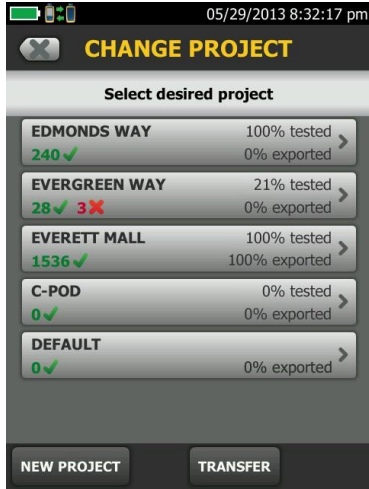 05/29/2013 8:32:17 pm
CHANGE PROJECT
Select desired project
EDMONDS WAY 100% tested
240 0% exported
EVERGREEN WAY 21% tested
28 3 0% exported
EVERETT MALL 100% tested
1536 100% exported
C-POD 0% tested
0 0% exported
DEFAULT
0 0% exported
NEW PROJECT TRANSFER